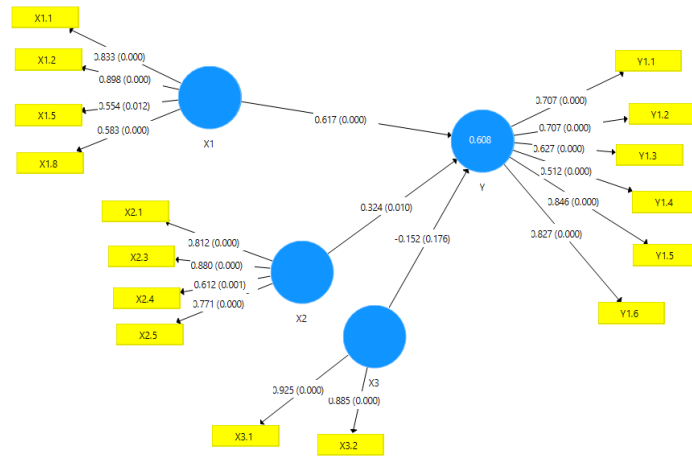 X1.1
X1.2
X1.5
X1.8
0.833 (0.000)
0.898 (0.000)
0.554 (0.012)
0.583 (0.000)
X1
0.617 (0.000)
0.608
Y
Y1.1
Y1.2
Y1.3
Y1.4
Y1.5
Y1.6
0.707 (0.000)
0.707 (0.000)
0.627 (0.000)
0.512 (0.000)
0.846 (0.000)
0.827 (0.000)
X2.1
X2.3
X2.4
X2.5
0.812 (0.000)
0.880 (0.000)
0.612 (0.001)
0.771 (0.000)
X2
0.324 (0.010)
-0.152 (0.176)
X3
0.925 (0.000)
0.885 (0.000)
X3.1
X3.2